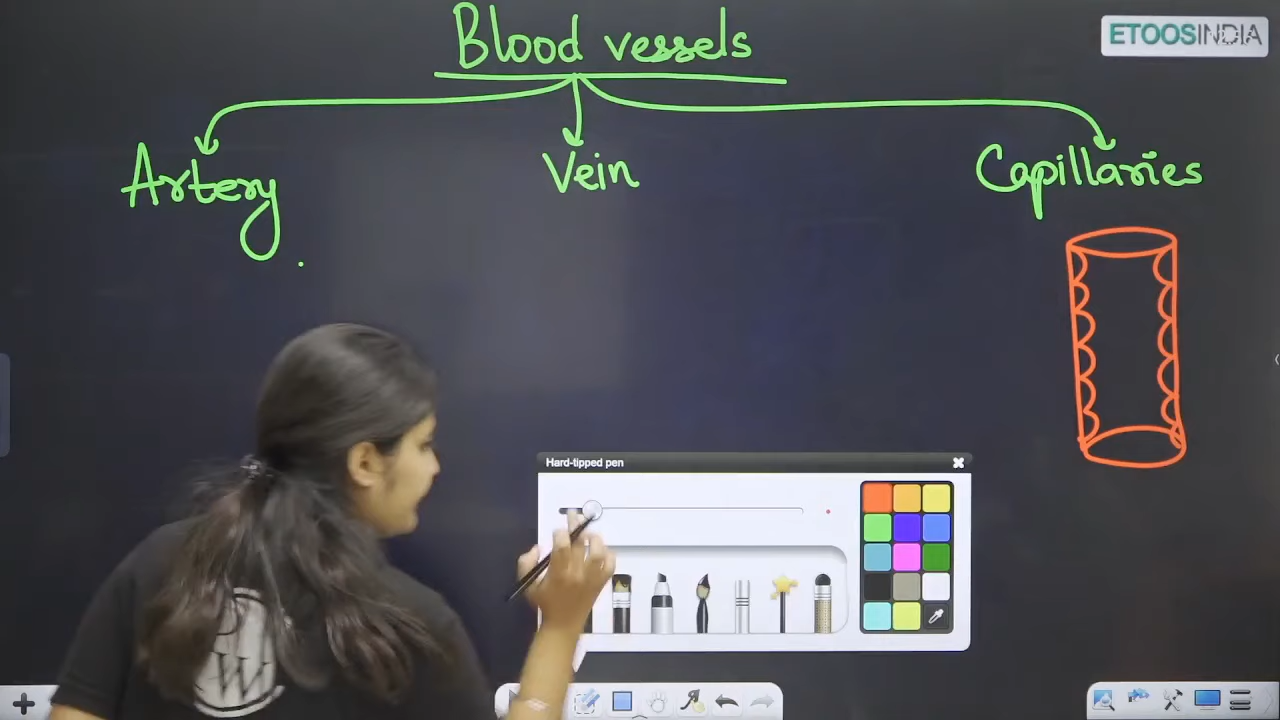 Blood vessels
ETOOSINDIA
Artery
Vein
Capillaries
Hard-tipped pen
W